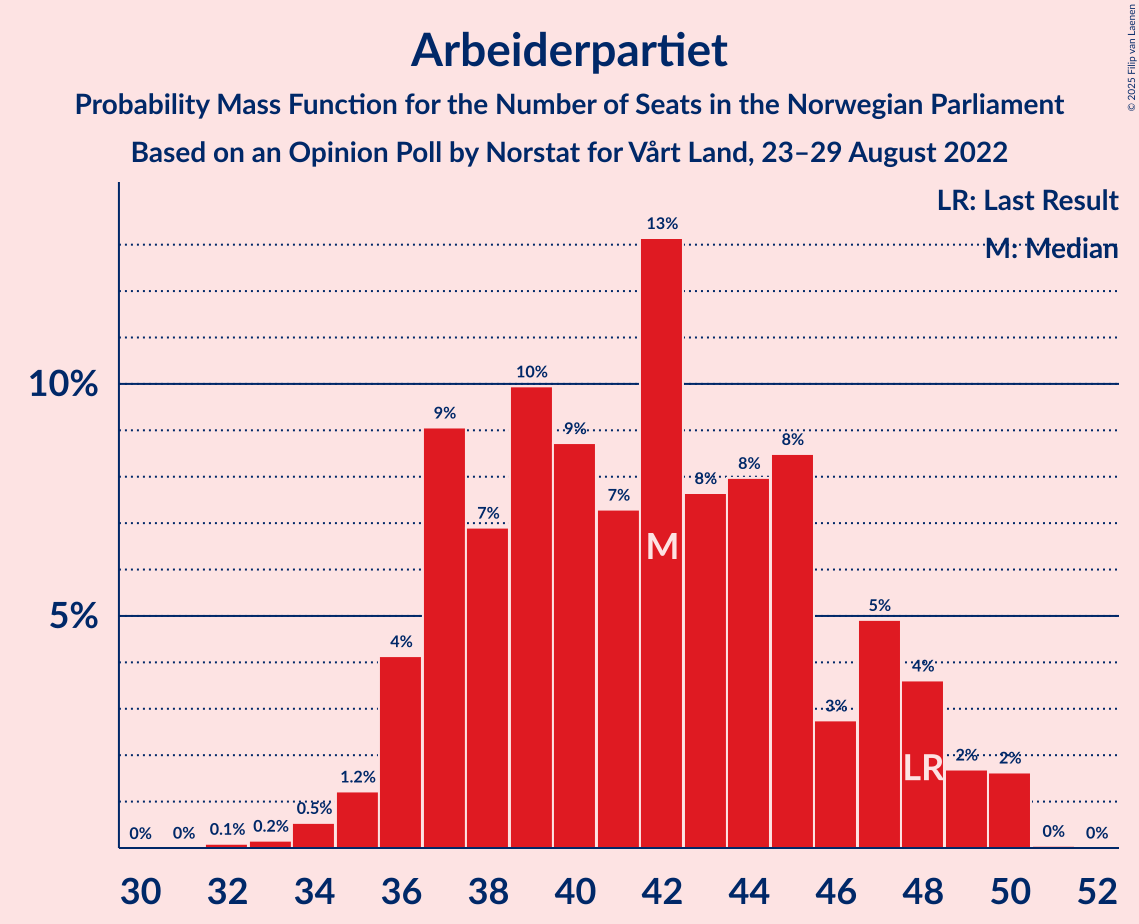 Arbeiderpartiet
Probability Mass Function for the Number of Seats in the Norwegian Parliament
Based on an Opinion Poll by Norstat for Vårt Land, 23–29 August 2022
© 2025 Filip van Laenen
LR: Last Result
M: Median
10%
5%
0%
0%
0.1%
0.2%
0.5%
1.2%
4%
9%
7%
10%
9%
7%
13%
8%
8%
8%
3%
5%
4%
2%
2%
0%
0%
M
LR
30 32 34 36 38 40 42 44 46 48 50 52